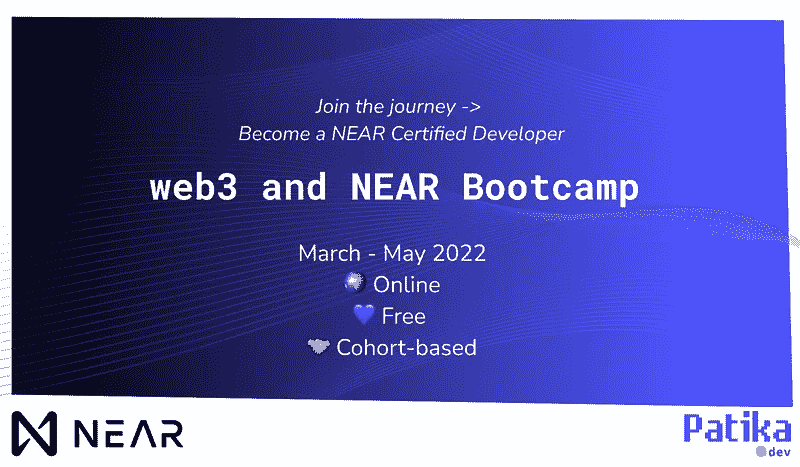 Join the journey ->
Become a NEAR Certified Developer
web3 and NEAR Bootcamp
March - May 2022
Online
Free
Cohort-based
NEAR
Patika
dev